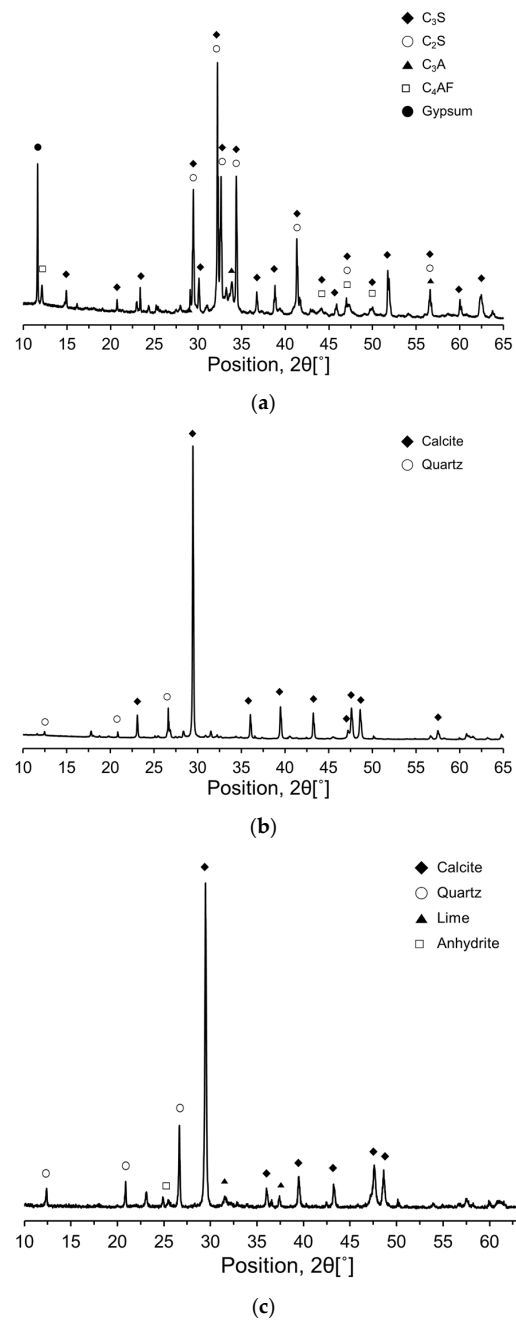 C₃S
C₂S
C₃A
C₄AF
Gypsum
10 15 20 25 30 35 40 45 50 55 60 65
Position, 2θ[°]
(a)
Calcite
Quartz
10 15 20 25 30 35 40 45 50 55 60 65
Position, 2θ[°]
(b)
Calcite
Quartz
Lime
Anhydrite
10 15 20 25 30 35 40 45 50 55 60
Position, 2θ[°]
(c)